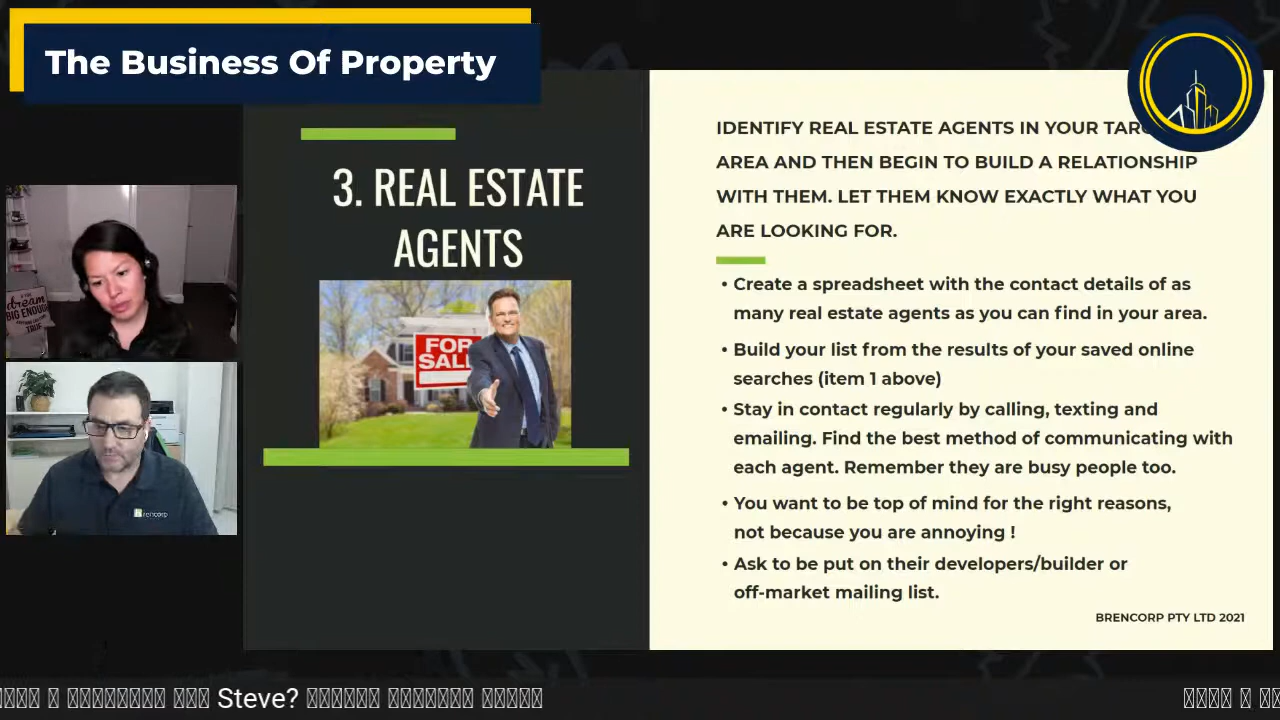 The Business Of Property
3. REAL ESTATE
AGENTS
FOR
SALE
IDENTIFY REAL ESTATE AGENTS IN YOUR
AREA AND THEN BEGIN TO BUILD A RELATIONSHIP
WITH THEM. LET THEM KNOW EXACTLY WHAT YOU
ARE LOOKING FOR.
• Create a spreadsheet with the contact details of as
many real estate agents as you can find in your area.
• Build your list from the results of your saved online
searches (item 1 above)
• Stay in contact regularly by calling, texting and
emailing. Find the best method of communicating with
each agent. Remember they are busy people too.
• You want to be top of mind for the right reasons,
not because you are annoying !
• Ask to be put on their developers/builder or
off-market mailing list.
BRENCORP PTY LTD 2021
dream
BIG ENOUGH
TRUE
Steve?